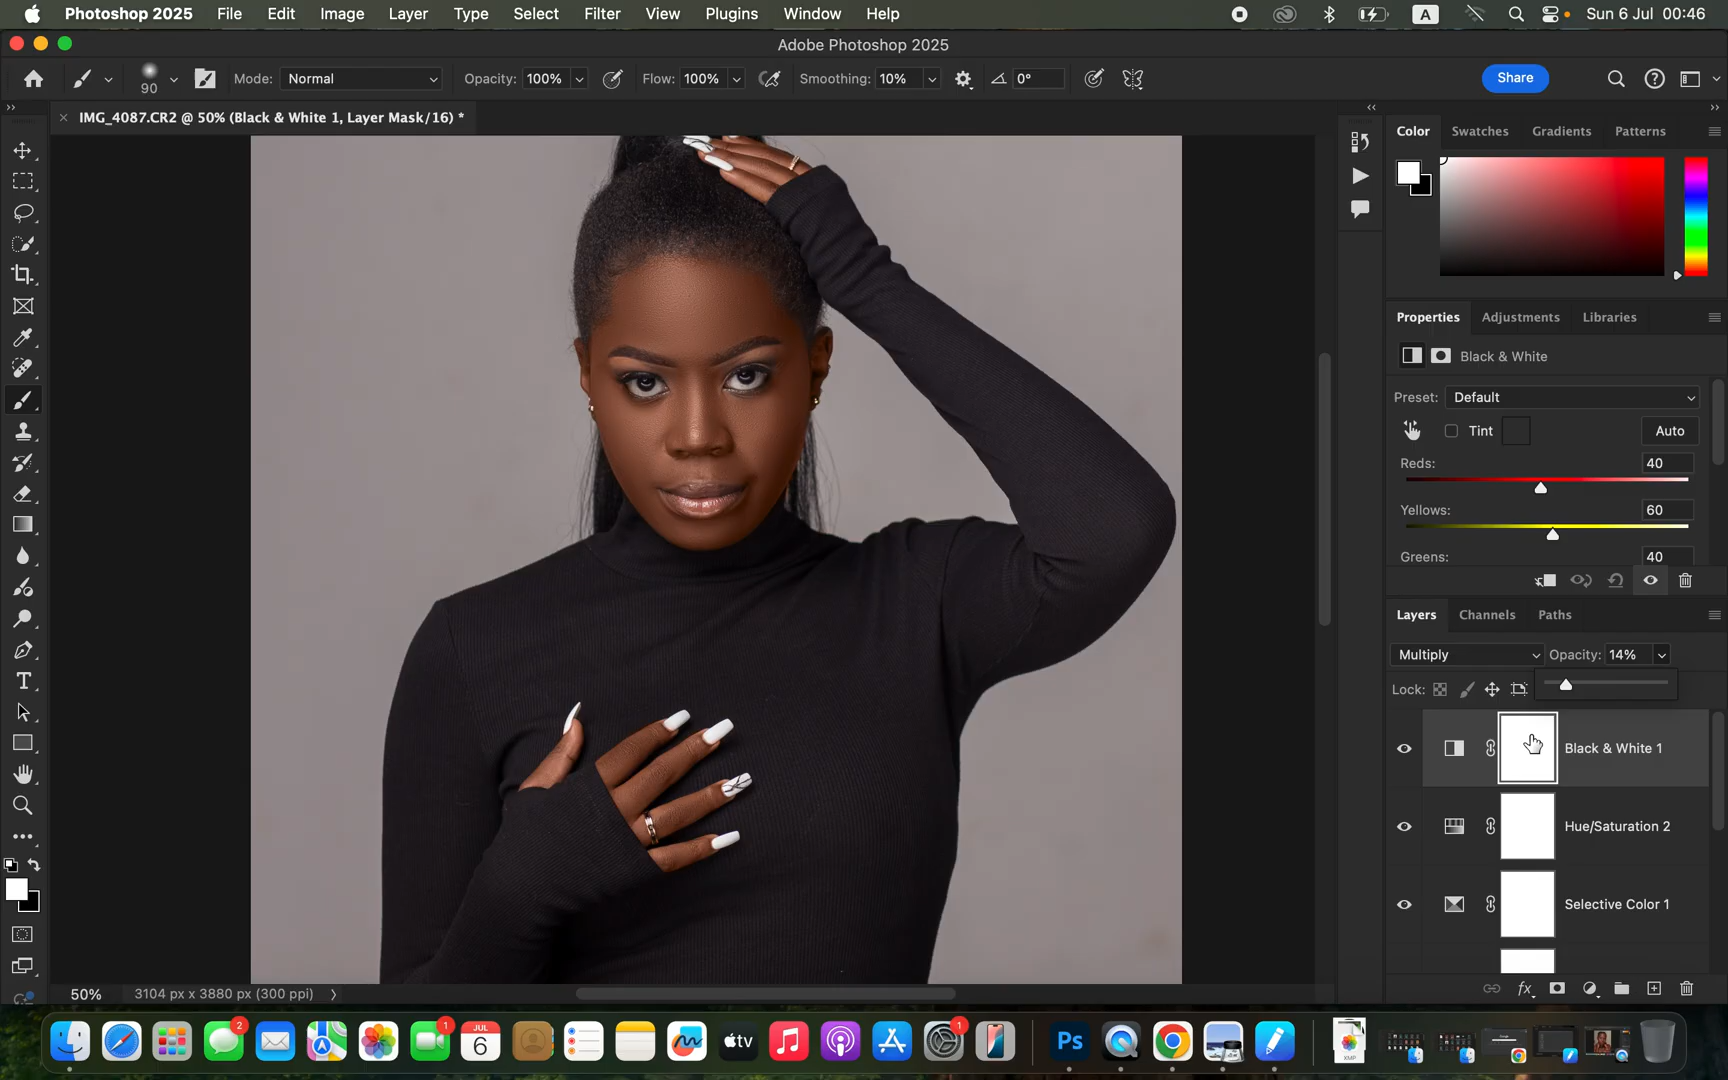 Photoshop 2025 File Edit Image Layer Type Select Filter View Plugins Window Help A Sun 6 Jul 00:46
Adobe Photoshop 2025
90 Mode: Normal Opacity: 100% Flow: 100% Smoothing: 10% 0° Share
IMG_4087.CR2 @ 50% (Black & White 1, Layer Mask/16) *
Color Swatches Gradients Patterns
Properties Adjustments Libraries
Black & White
Preset: Default
Tint Auto
Reds: 40
Yellows: 60
Greens: 40
Layers Channels Paths
Multiply Opacity: 14%
Lock:
Black & White 1
Hue/Saturation 2
Selective Color 1
50% 3104 px x 3880 px (300 ppi)
fx
2 1 JUL 6 tv 1 Ps XMP